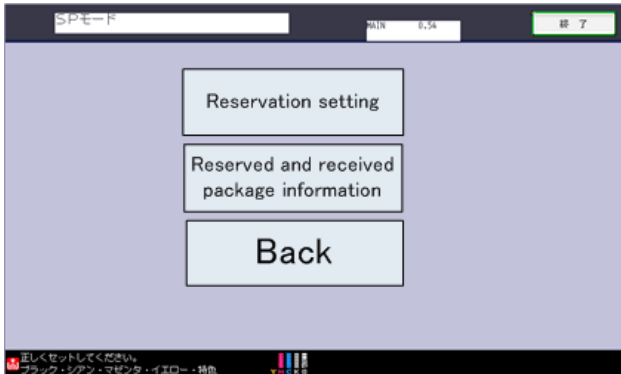 SPモード
MAIN 0.54
終 了
Reservation setting
Reserved and received
package information
Back
正しくセットしてください。
ブラック・シアン・マゼンタ・イエロー・特色
Y M C K S